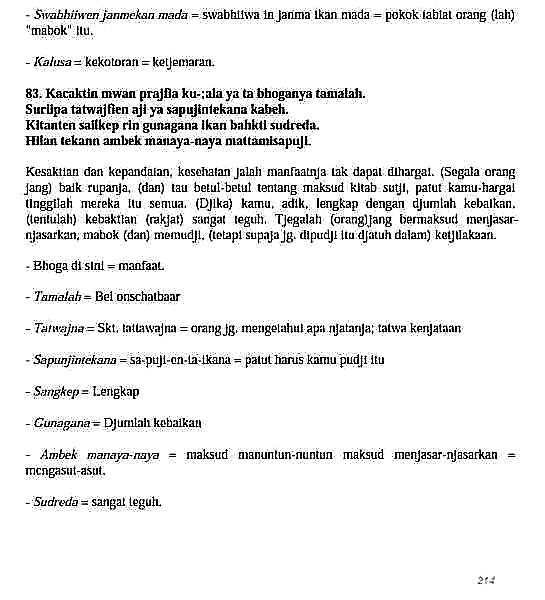 - Swabhiiwen janmekan mada = swabhiiwa in janma ikan mada = pokok tabiat orang (lah)
"mabok" itu.
- Kalusa = kekotoran = ketjemaran.
83. Kacaktin mwan prajfia ku-;ala ya ta bhoganya tamalah.
Suriipa tatwajfien aji ya sapujintekana kabeh.
Kitanten saiikep rin gunagana ikan bahkti sudreda.
Hilan tekann ambek manaya-naya mattamisapuji.
Kesaktian dan kepandaian, kesehatan jalah manfaatnja tak dapat dihargai. (Segala orang
jang) baik rupanja, (dan) tau betul-betul tentang maksud kitab sutji, patut kamu-hargai
tinggilah mereka itu semua. (Djika) kamu, adik, lengkap dengan djumlah kebaikan,
(tentulah) kebaktian (rakjat) sangat teguh. Tjegalah (orang)jang bermaksud menjasar-
njasarkan, mabok (dan) memudji, (tetapi supaja jg. dipudji itu djatuh dalam) ketjilakaan.
- Bhoga di sini = manfaat.
- Tamalah = Bel onschatbaar
- Tatwajna = Skt. tattawajna = orang jg. mengetahui apa njatanja; tatwa kenjataan
- Sapunjintekana = sa-puji-en-ta-ikana = patut harus kamu pudji itu
- Sangkep = Lengkap
- Gunagana = Djumlah kebaikan
- Ambek manaya-naya = maksud manuntun-nuntun maksud menjasar-njasarkan =
mengasut-asut.
- Sudreda = sangat teguh.
214